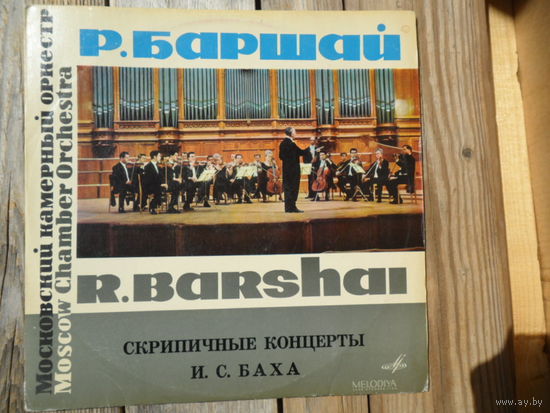 Р. Баршай
Московский камерный оркестр
Moscow Chamber Orchestra
R. Barshai
СКРИПИЧНЫЕ КОНЦЕРТЫ
И. С. БАХА
MELODIYA
www.ay.by